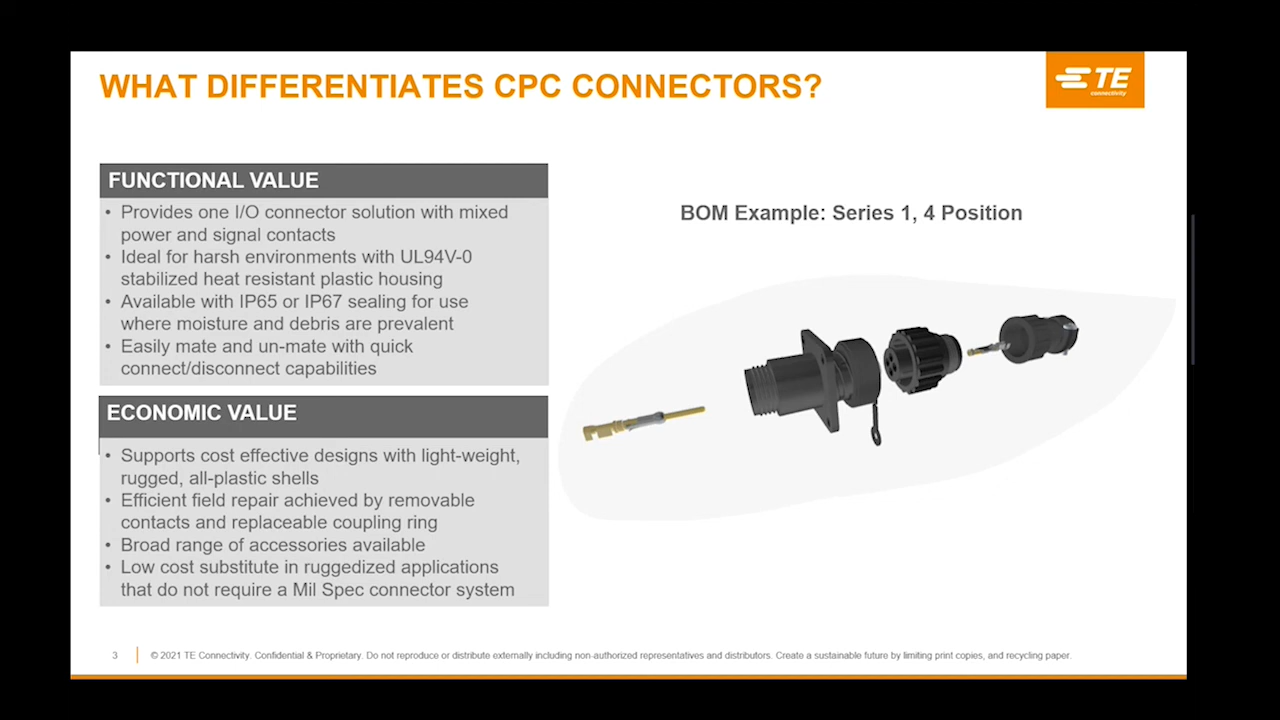 WHAT DIFFERENTIATES CPC CONNECTORS?
TE
connectivity
FUNCTIONAL VALUE
• Provides one I/O connector solution with mixed
power and signal contacts
• Ideal for harsh environments with UL94V-0
stabilized heat resistant plastic housing
• Available with IP65 or IP67 sealing for use
where moisture and debris are prevalent
• Easily mate and un-mate with quick
connect/disconnect capabilities
ECONOMIC VALUE
• Supports cost effective designs with light-weight,
rugged, all-plastic shells
• Efficient field repair achieved by removable
contacts and replaceable coupling ring
• Broad range of accessories available
• Low cost substitute in ruggedized applications
that do not require a Mil Spec connector system
BOM Example: Series 1, 4 Position
3 © 2021 TE Connectivity. Confidential & Proprietary. Do not reproduce or distribute externally including non-authorized representatives and distributors. Create a sustainable future by limiting print copies, and recycling paper.